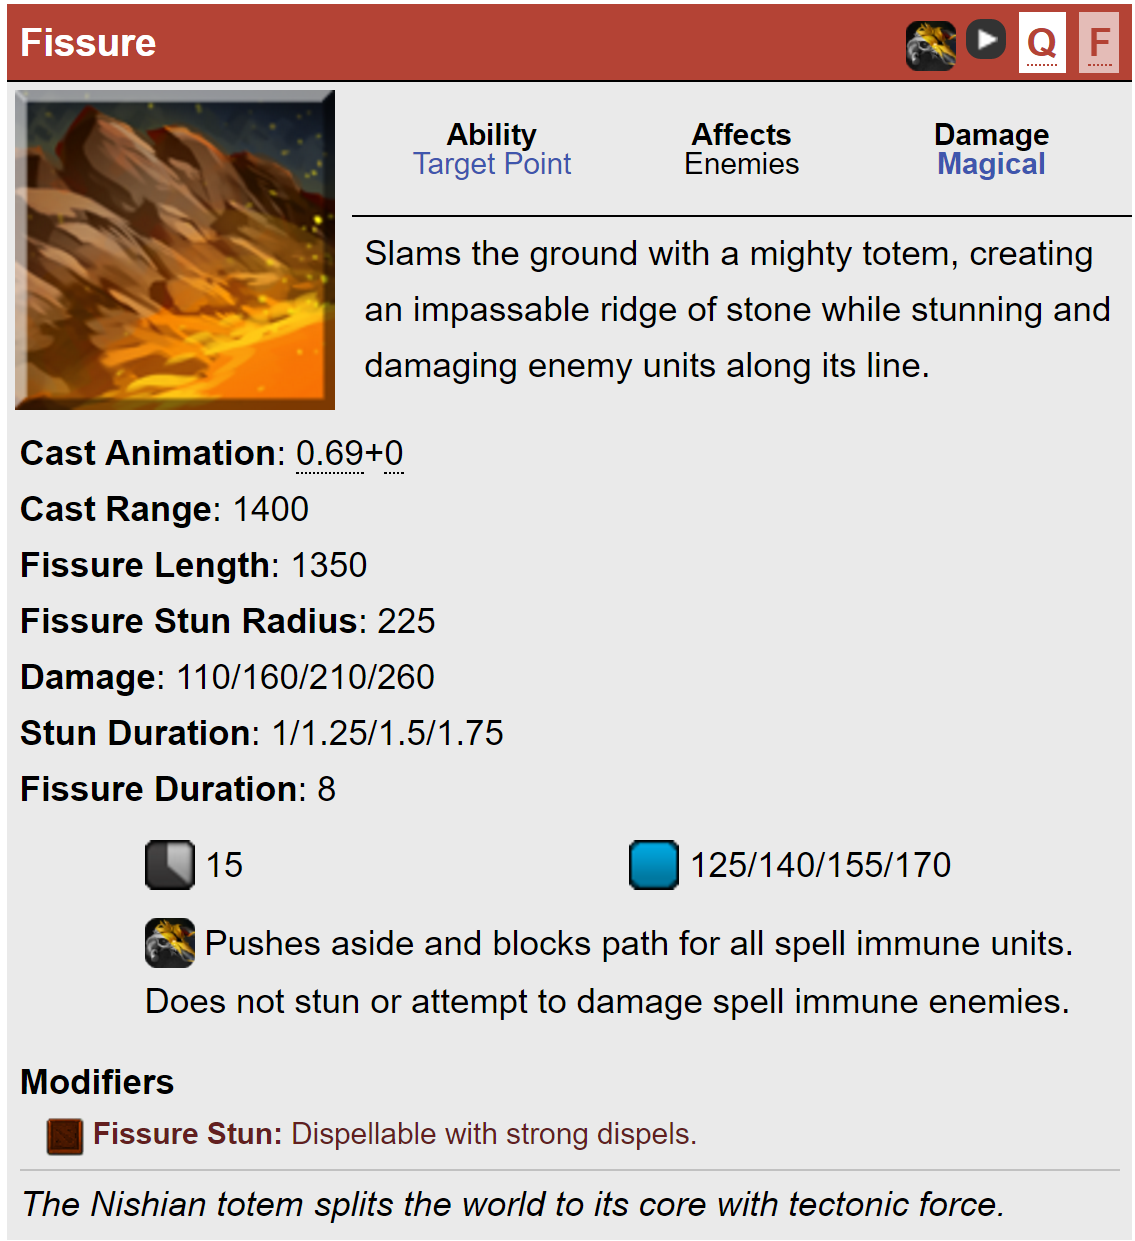 Fissure
Q F
Ability Affects Damage
Target Point Enemies Magical
Slams the ground with a mighty totem, creating
an impassable ridge of stone while stunning and
damaging enemy units along its line.
Cast Animation: 0.69+0
Cast Range: 1400
Fissure Length: 1350
Fissure Stun Radius: 225
Damage: 110/160/210/260
Stun Duration: 1/1.25/1.5/1.75
Fissure Duration: 8
15 125/140/155/170
Pushes aside and blocks path for all spell immune units.
Does not stun or attempt to damage spell immune enemies.
Modifiers
Fissure Stun: Dispellable with strong dispels.
The Nishian totem splits the world to its core with tectonic force.